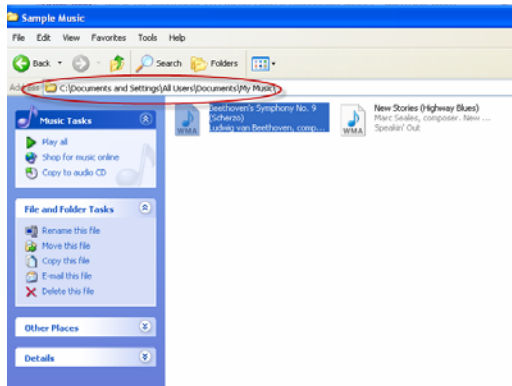 Sample Music
File Edit View Favorites Tools Help
Back Search Folders
C:\Documents and Settings\All Users\Documents\My Music\
Music Tasks
Play all
Shop for music online
Copy to audio CD
File and Folder Tasks
Rename this file
Move this file
Copy this file
E-mail this file
Delete this file
Other Places
Details
Beethoven's Symphony No. 9
(Scherzo)
Ludwig van Beethoven, comp...
WMA
New Stories (Highway Blues)
Marc Seales, composer. New ...
Speakin' Out
WMA